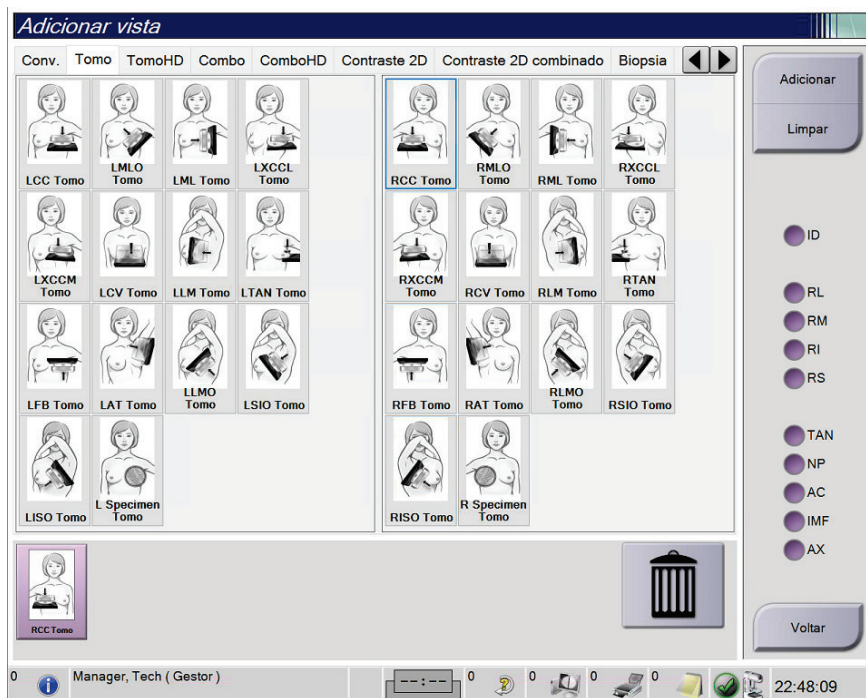 Adicionar vista
Conv. Tomo TomoHD Combo ComboHD Contraste 2D Contraste 2D combinado Biopsia
LCC Tomo
LMLO
Tomo
LML Tomo
LXCCL
Tomo
RCC Tomo
RMLO
Tomo
RML Tomo
RXCCL
Tomo
LXCCM
Tomo
LCV Tomo
LLM Tomo
LTAN Tomo
RXCCM
Tomo
RCV Tomo
RLM Tomo
RTAN
Tomo
LFB Tomo
LAT Tomo
LLMO
Tomo
LSIO Tomo
RFB Tomo
RAT Tomo
RLMO
Tomo
RSIO Tomo
LISO Tomo
L Specimen
Tomo
RISO Tomo
R Specimen
Tomo
RCC Tomo
Adicionar
Limpar
ID
RL
RM
RI
RS
TAN
NP
AC
IMF
AX
Voltar
0 Manager, Tech ( Gestor ) --:-- 0 0 0 0 22:48:09